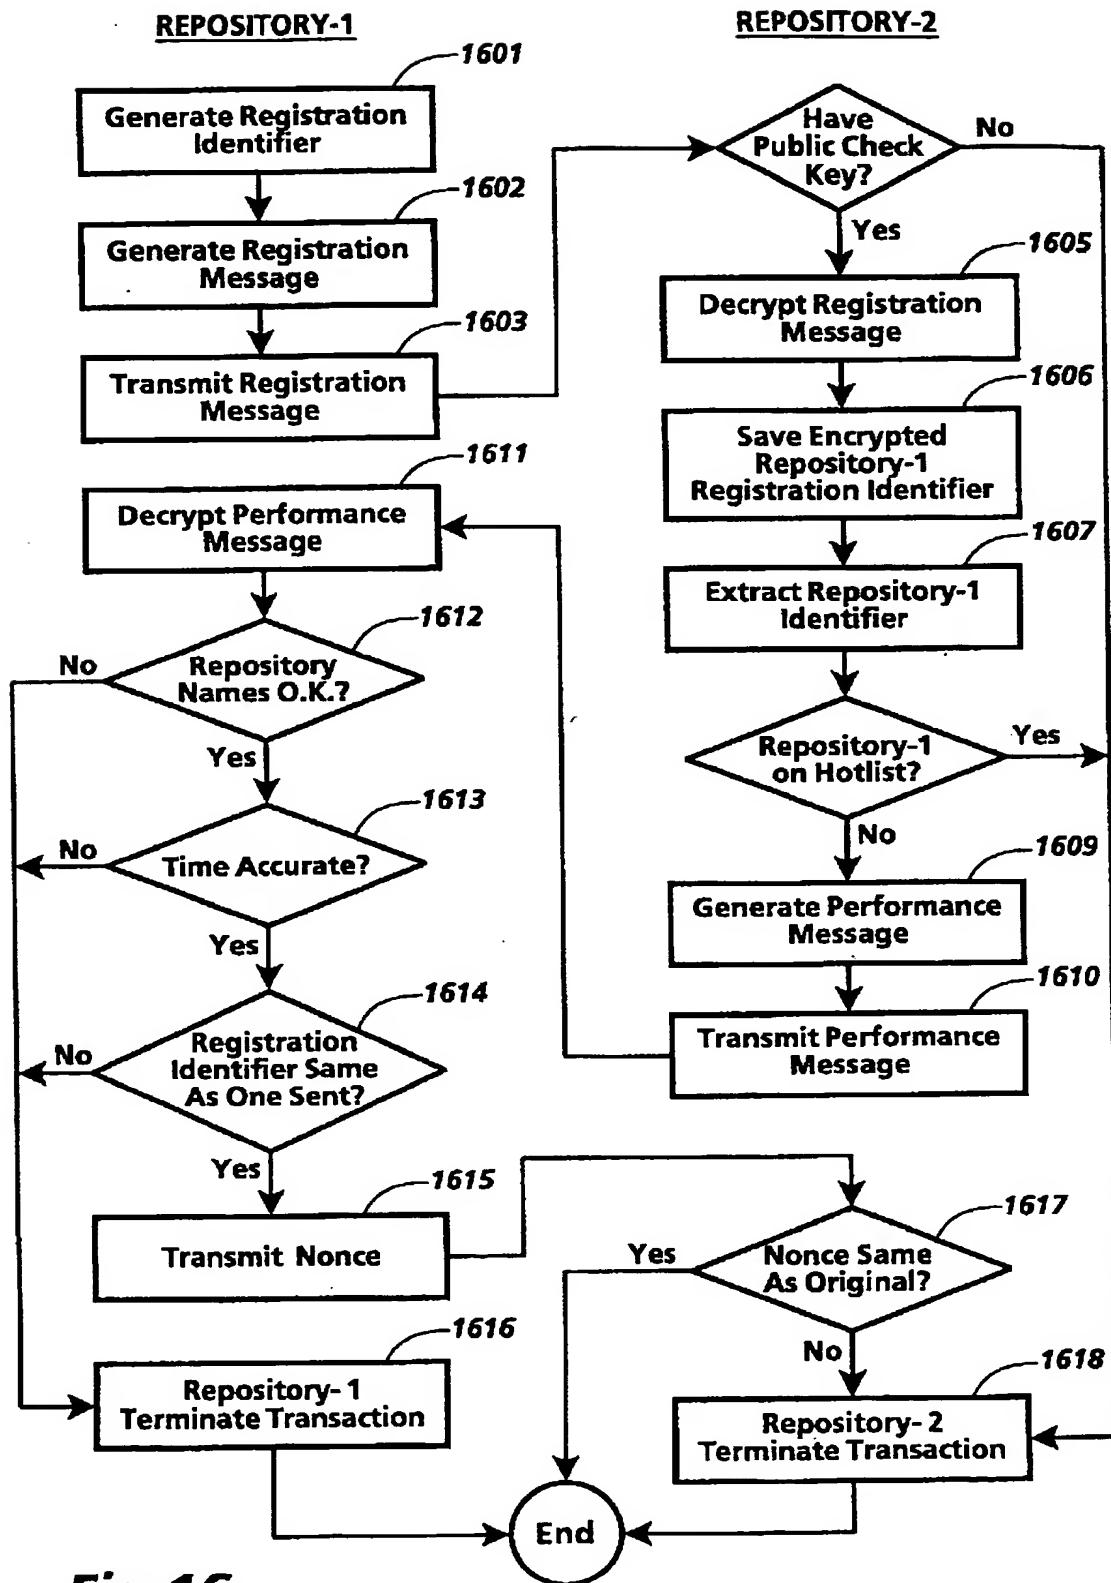 REPOSITORY-1
1601
Generate Registration
Identifier
1602
Generate Registration
Message
1603
Transmit Registration
Message
1611
Decrypt Performance
Message
1612
Repository
Names O.K.?
No
Yes
1613
Time Accurate?
No
Yes
1614
Registration
Identifier Same
As One Sent?
No
Yes
1615
Transmit Nonce
1616
Repository- 1
Terminate Transaction
REPOSITORY-2
Have
Public Check
Key?
No
Yes
1605
Decrypt Registration
Message
1606
Save Encrypted
Repository-1
Registration Identifier
1607
Extract Repository-1
Identifier
Repository-1
on Hotlist?
Yes
No
1609
Generate Performance
Message
1610
Transmit Performance
Message
1617
Nonce Same
As Original?
Yes
No
1618
Repository- 2
Terminate Transaction
End